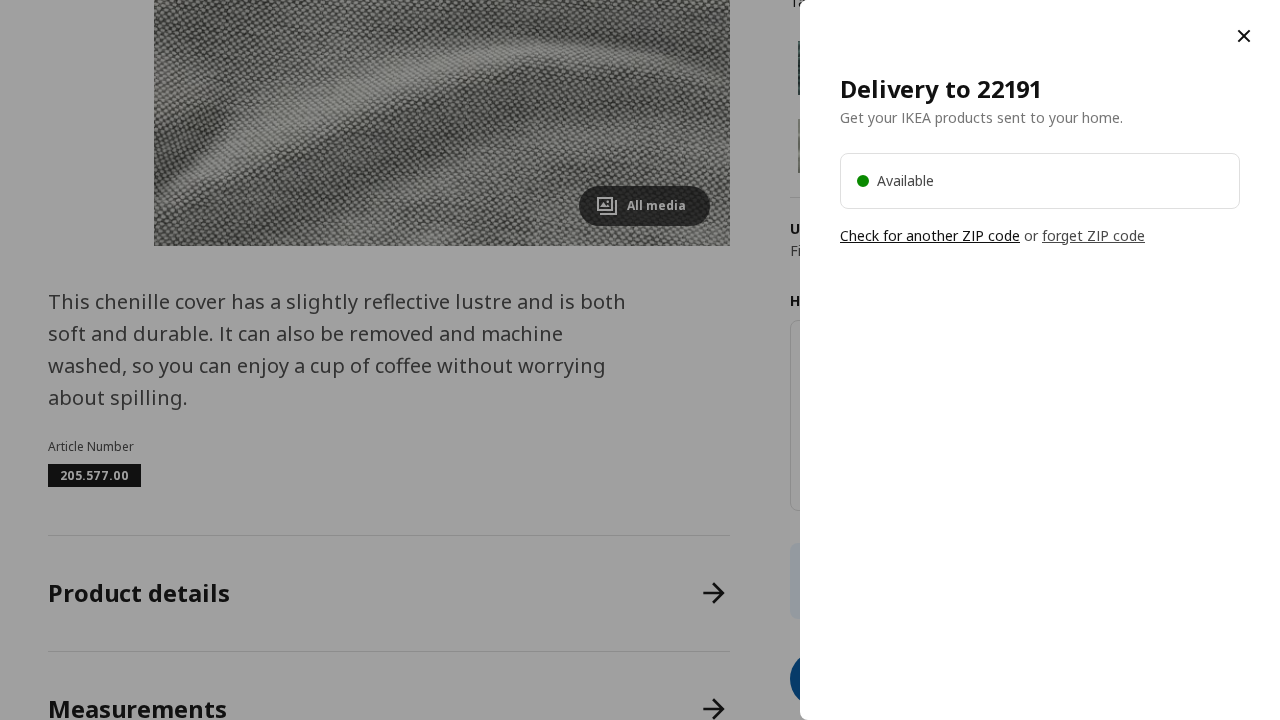 All media
This chenille cover has a slightly reflective lustre and is both
soft and durable. It can also be removed and machine
washed, so you can enjoy a cup of coffee without worrying
about spilling.
Article Number
205.577.00
Product details
Measurements
Delivery to 22191
Get your IKEA products sent to your home.
Available
Check for another ZIP code or forget ZIP code